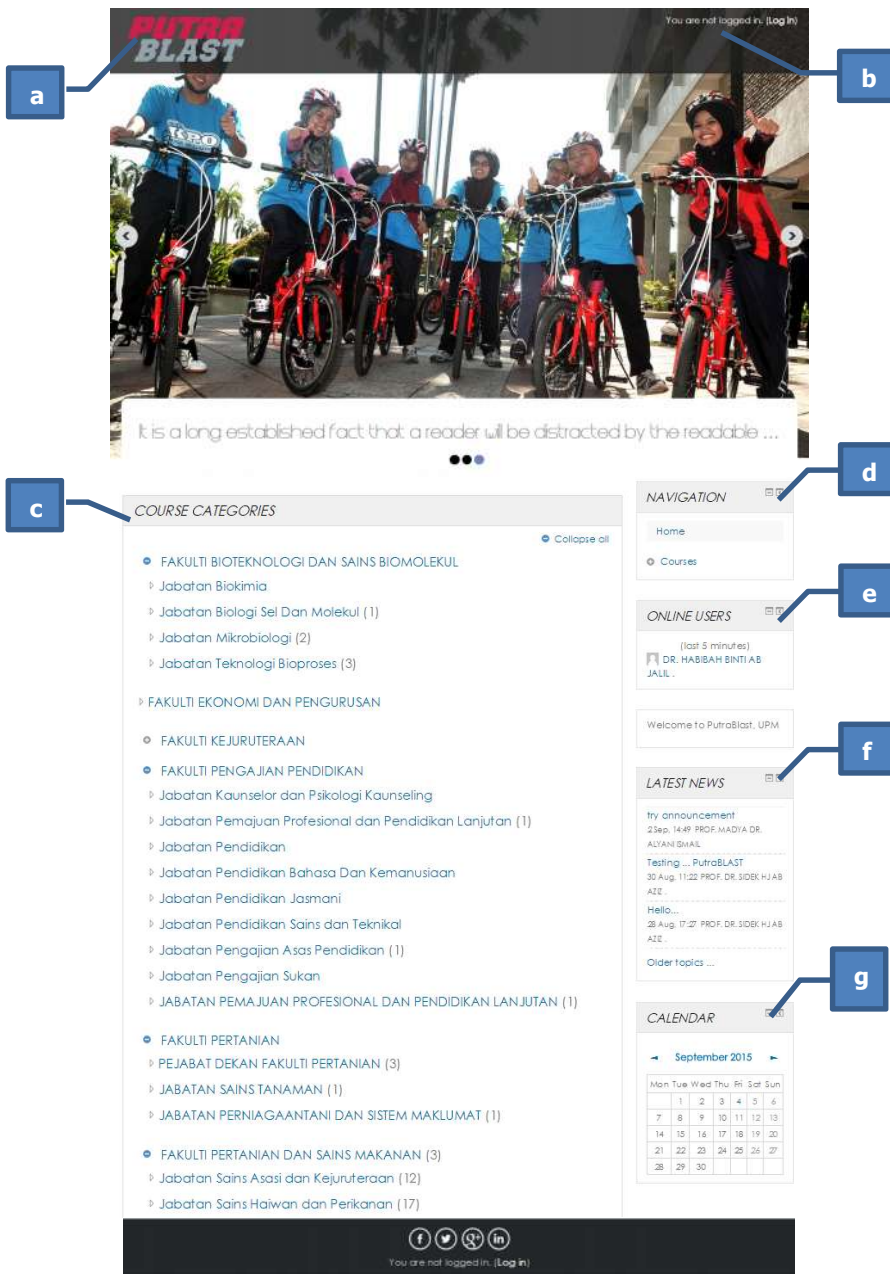 PUTRA
BLAST
You are not logged in. (Log in)
a
b
KPO
It is a long established fact that a reader will be distracted by the readable ...
c
COURSE CATEGORIES
Collapse all
FAKULTI BIOTEKNOLOGI DAN SAINS BIOMOLEKUL
Jabatan Biokimia
Jabatan Biologi Sel Dan Molekul (1)
Jabatan Mikrobiologi (2)
Jabatan Teknologi Bioproses (3)
FAKULTI EKONOMI DAN PENGURUSAN
FAKULTI KEJURUTERAAN
FAKULTI PENGAJIAN PENDIDIKAN
Jabatan Kaunselor dan Psikologi Kaunseling
Jabatan Pemajuan Profesional dan Pendidikan Lanjutan (1)
Jabatan Pendidikan
Jabatan Pendidikan Bahasa Dan Kemanusiaan
Jabatan Pendidikan Jasmani
Jabatan Pendidikan Sains dan Teknikal
Jabatan Pengajian Asas Pendidikan (1)
Jabatan Pengajian Sukan
JABATAN PEMAJUAN PROFESIONAL DAN PENDIDIKAN LANJUTAN (1)
FAKULTI PERTANIAN
PEJABAT DEKAN FAKULTI PERTANIAN (3)
JABATAN SAINS TANAMAN (1)
JABATAN PERNIAGAANTANI DAN SISTEM MAKLUMAT (1)
FAKULTI PERTANIAN DAN SAINS MAKANAN (3)
Jabatan Sains Asasi dan Kejuruteraan (12)
Jabatan Sains Haiwan dan Perikanan (17)
d
NAVIGATION
Home
Courses
e
ONLINE USERS
(last 5 minutes)
DR. HABIBAH BINTI AB
JALIL .
Welcome to PutraBlast, UPM
f
LATEST NEWS
try announcement
2 Sep, 14:49 PROF. MADYA DR.
ALYANI ISMAIL
Testing ... PutraBLAST
30 Aug, 11:22 PROF. DR. SIDEK HJ AB
AZIZ .
Hello...
28 Aug, 17:27 PROF. DR. SIDEK HJ AB
AZIZ .
Older topics ...
g
CALENDAR
◄ September 2015 ►
Mon Tue Wed Thu Fri Sat Sun
1 2 3 4 5 6
7 8 9 10 11 12 13
14 15 16 17 18 19 20
21 22 23 24 25 26 27
28 29 30
You are not logged in. (Log in)